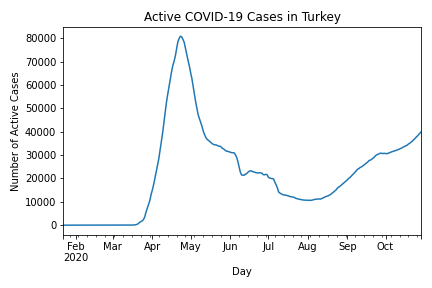 Active COVID-19 Cases in Turkey
Number of Active Cases
80000
70000
60000
50000
40000
30000
20000
10000
0
Feb Mar Apr May Jun Jul Aug Sep Oct
2020
Day